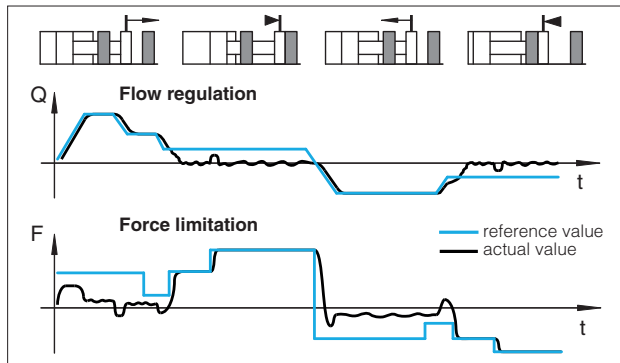 Q
Flow regulation
t
Force limitation
F
reference value
actual value
t